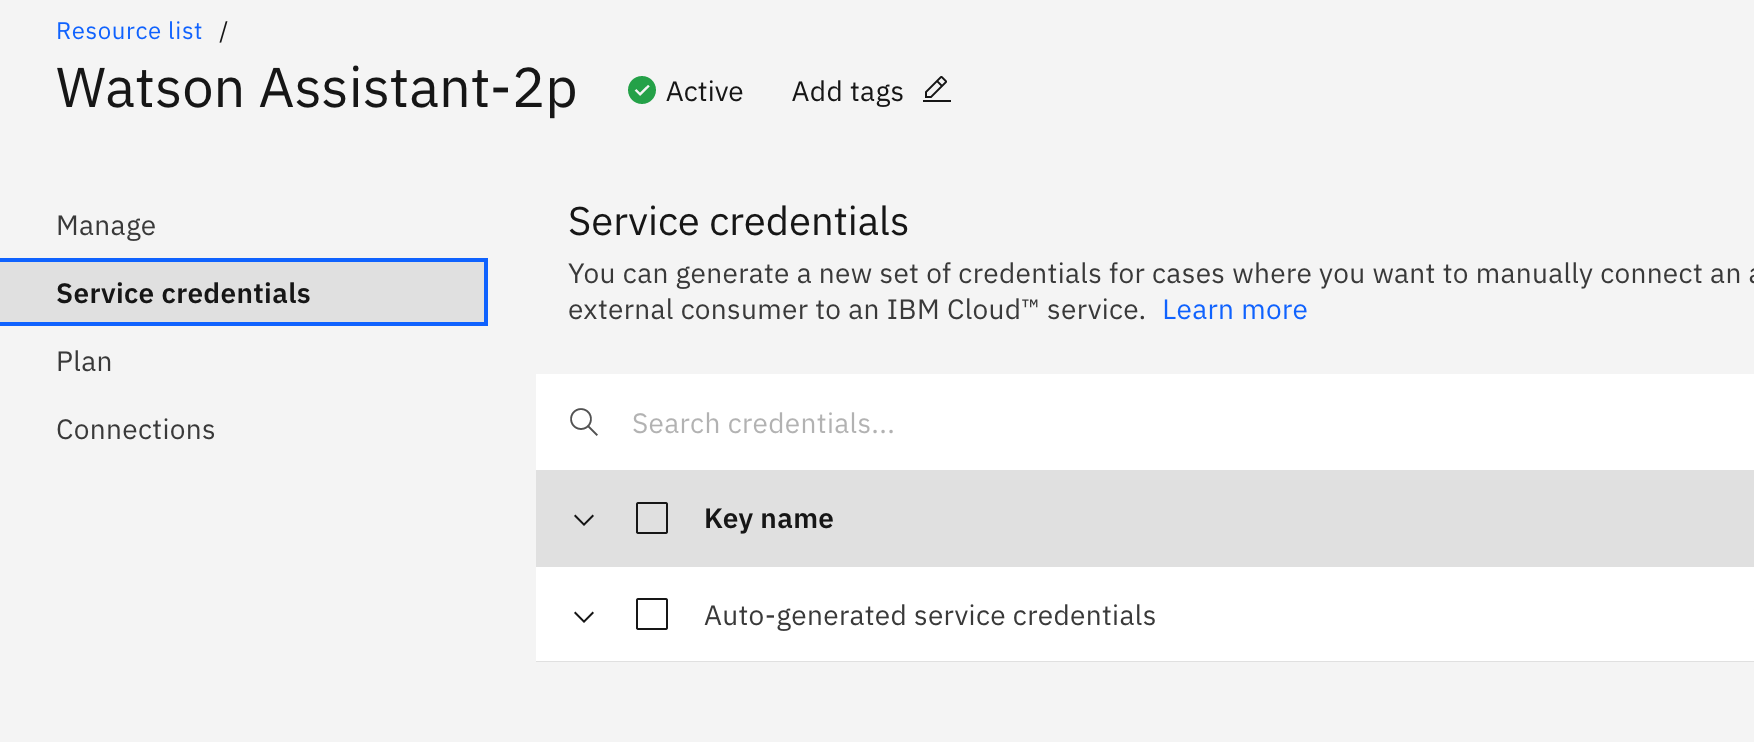 Resource list /
Watson Assistant-2p
Active
Add tags
Manage
Service credentials
Plan
Connections
Service credentials
You can generate a new set of credentials for cases where you want to manually connect an
external consumer to an IBM Cloud™ service. Learn more
Search credentials...
Key name
Auto-generated service credentials